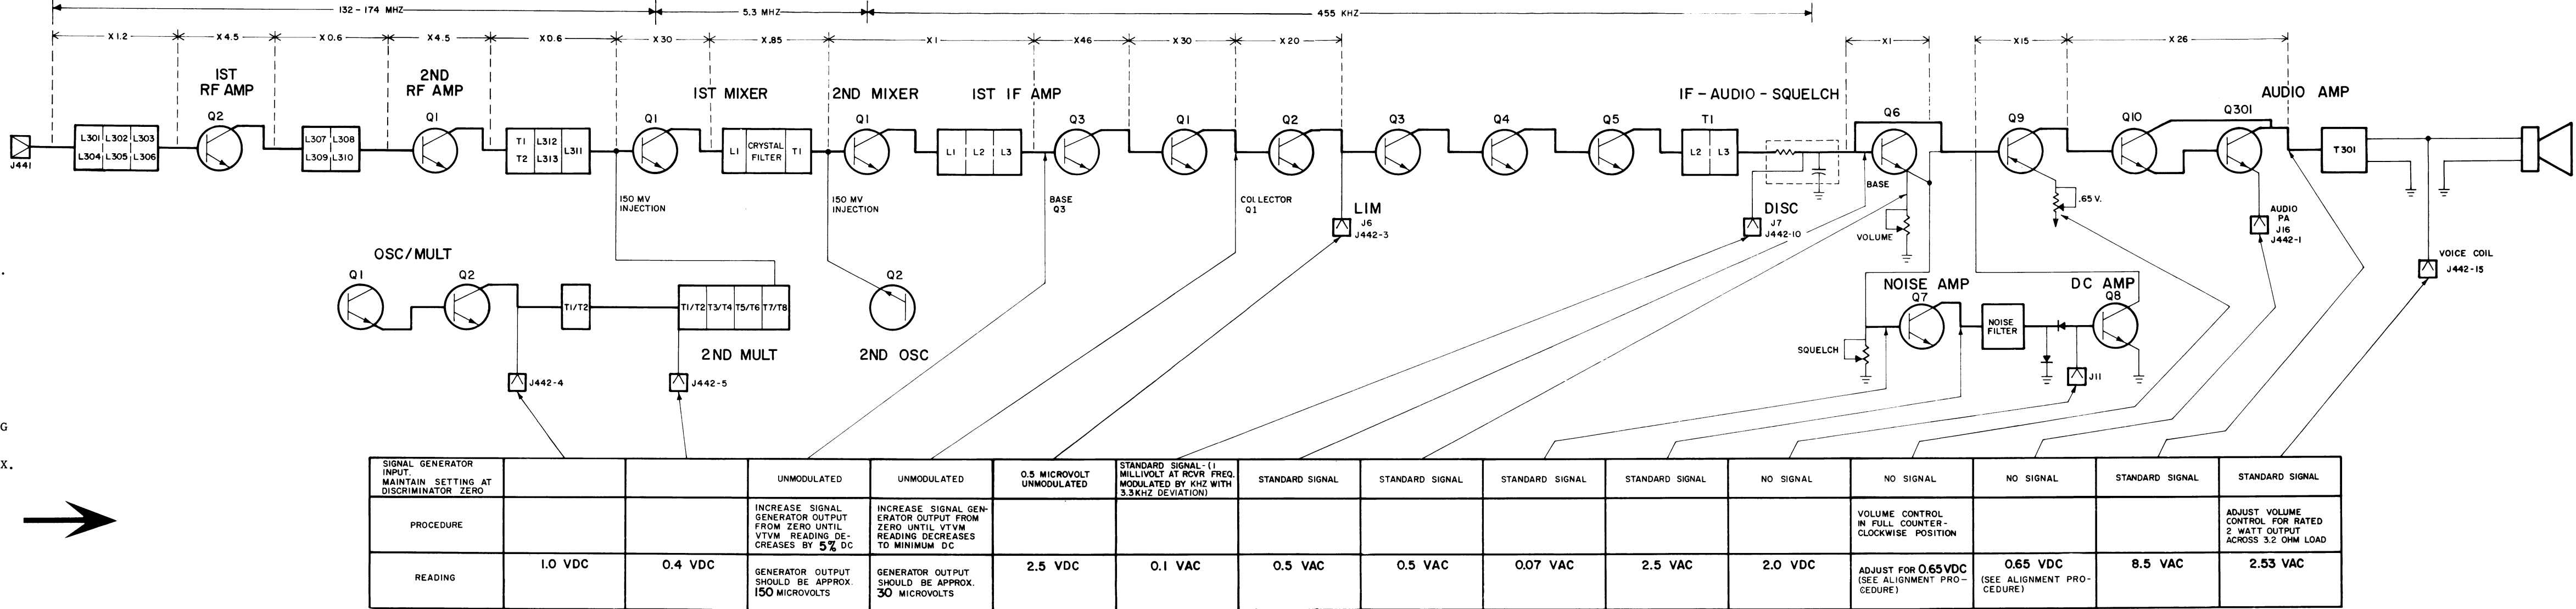 132 - 174 MHZ
5.3 MHZ
455 KHZ
X 1.2
X 4.5
X 0.6
X 4.5
X 0.6
X 30
X .85
X 1
X 46
X 30
X 20
X 1
X 15
X 26
1ST
RF AMP
2ND
RF AMP
1ST MIXER
2ND MIXER
1ST IF AMP
IF - AUDIO - SQUELCH
AUDIO AMP
Q2
Q1
Q1
Q1
Q3
Q1
Q2
Q3
Q4
Q5
T1
Q6
Q9
Q10
Q301
J441
L301 L302 L303
L304 L305 L306
L307 L308
L309 L310
T1 L312
T2 L313
L311
L1
CRYSTAL
FILTER
T1
L1 L2 L3
L2 L3
T301
150 MV
INJECTION
150 MV
INJECTION
BASE
Q3
COLLECTOR
Q1
LIM
J6
J442-3
DISC
J7
J442-10
BASE
VOLUME
.65 V.
AUDIO
PA
J16
J442-1
VOICE COIL
J442-15
OSC/MULT
Q1
Q2
T1/T2
T1/T2 T3/T4 T5/T6 T7/T8
2ND MULT
Q2
2ND OSC
J442-4
J442-5
NOISE AMP
Q7
DC AMP
Q8
NOISE
FILTER
SQUELCH
J11
G
X.
SIGNAL GENERATOR
INPUT.
MAINTAIN SETTING AT
DISCRIMINATOR ZERO
UNMODULATED
UNMODULATED
0.5 MICROVOLT
UNMODULATED
STANDARD SIGNAL-(1
MILLIVOLT AT RCVR FREQ.
MODULATED BY KHZ WITH
3.3 KHZ DEVIATION)
STANDARD SIGNAL
STANDARD SIGNAL
STANDARD SIGNAL
STANDARD SIGNAL
NO SIGNAL
NO SIGNAL
NO SIGNAL
STANDARD SIGNAL
STANDARD SIGNAL
PROCEDURE
INCREASE SIGNAL
GENERATOR OUTPUT
FROM ZERO UNTIL
VTVM READING DE-
CREASES BY 5% DC
INCREASE SIGNAL GEN-
ERATOR OUTPUT FROM
ZERO UNTIL VTVM
READING DECREASES
TO MINIMUM DC
VOLUME CONTROL
IN FULL COUNTER-
CLOCKWISE POSITION
ADJUST VOLUME
CONTROL FOR RATED
2 WATT OUTPUT
ACROSS 3.2 OHM LOAD
READING
1.0 VDC
0.4 VDC
GENERATOR OUTPUT
SHOULD BE APPROX.
150 MICROVOLTS
GENERATOR OUTPUT
SHOULD BE APPROX.
30 MICROVOLTS
2.5 VDC
0.1 VAC
0.5 VAC
0.5 VAC
0.07 VAC
2.5 VAC
2.0 VDC
ADJUST FOR 0.65 VDC
(SEE ALIGNMENT PRO-
CEDURE)
0.65 VDC
(SEE ALIGNMENT PRO-
CEDURE)
8.5 VAC
2.53 VAC